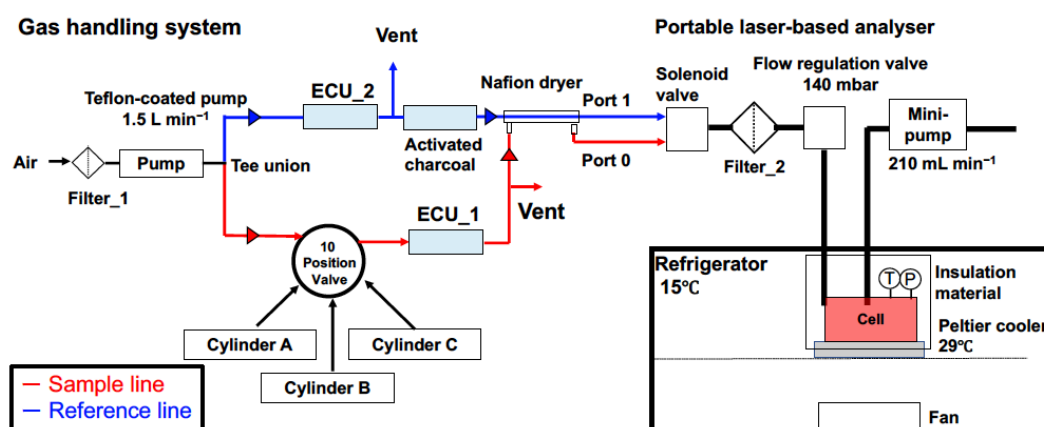 Gas handling system
Portable laser-based analyser
Vent
Flow regulation valve
140 mbar
Nafion dryer
Solenoid
valve
ECU_2
Teflon-coated pump
1.5 L min⁻¹
Port 1
Mini-
pump
Activated
charcoal
Air
Pump
Tee union
Port 0
Filter_2
210 mL min⁻¹
Filter_1
ECU_1
Vent
10
Position
Valve
Refrigerator
15℃
T
P
Insulation
material
Cell
Peltier cooler
29℃
Cylinder A
Cylinder C
Cylinder B
Sample line
Reference line
Fan